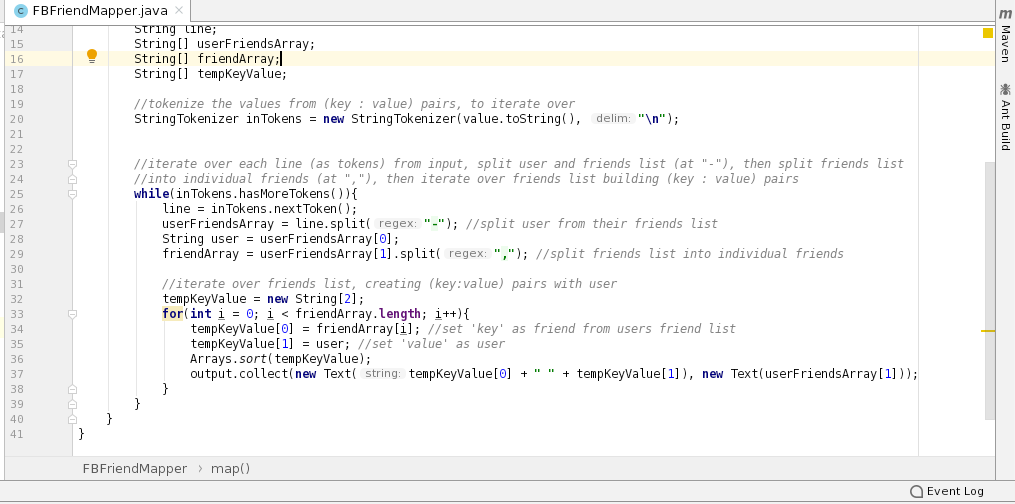 FBFriendMapper.java
14 String line;
15 String[] userFriendsArray;
16 String[] friendArray;
17 String[] tempKeyValue;
18
19 //tokenize the values from (key : value) pairs, to iterate over
20 StringTokenizer inTokens = new StringTokenizer(value.toString(), delim: "\n");
21
22
23 //iterate over each line (as tokens) from input, split user and friends list (at "-"), then split friends list
24 //into individual friends (at ","), then iterate over friends list building (key : value) pairs
25 while(inTokens.hasMoreTokens()){
26 line = inTokens.nextToken();
27 userFriendsArray = line.split( regex: "-"); //split user from their friends list
28 String user = userFriendsArray[0];
29 friendArray = userFriendsArray[1].split( regex: ","); //split friends list into individual friends
30
31 //iterate over friends list, creating (key:value) pairs with user
32 tempKeyValue = new String[2];
33 for(int i = 0; i < friendArray.length; i++){
34 tempKeyValue[0] = friendArray[i]; //set 'key' as friend from users friend list
35 tempKeyValue[1] = user; //set 'value' as user
36 Arrays.sort(tempKeyValue);
37 output.collect(new Text( string: tempKeyValue[0] + " " + tempKeyValue[1]), new Text(userFriendsArray[1]));
38 }
39 }
40 }
41 }
FBFriendMapper › map()
Maven
Ant Build
Event Log